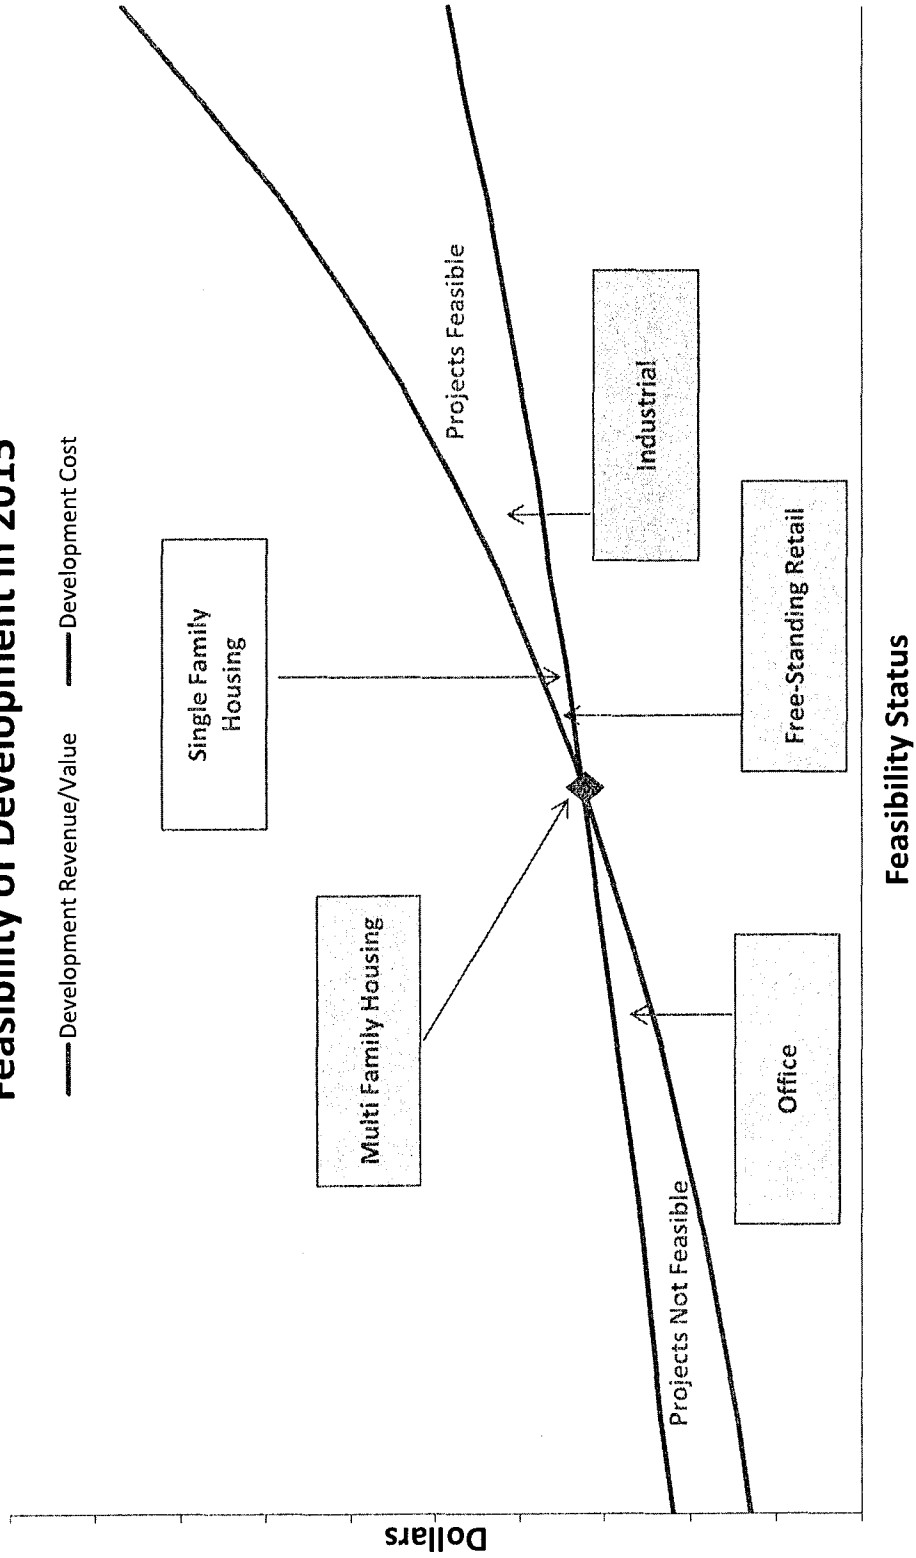 Feasibility of Development in 2015
Development Revenue/Value
Development Cost
Single Family
Housing
Multi Family Housing
Projects Feasible
Industrial
Free-Standing Retail
Office
Projects Not Feasible
Dollars
Feasibility Status